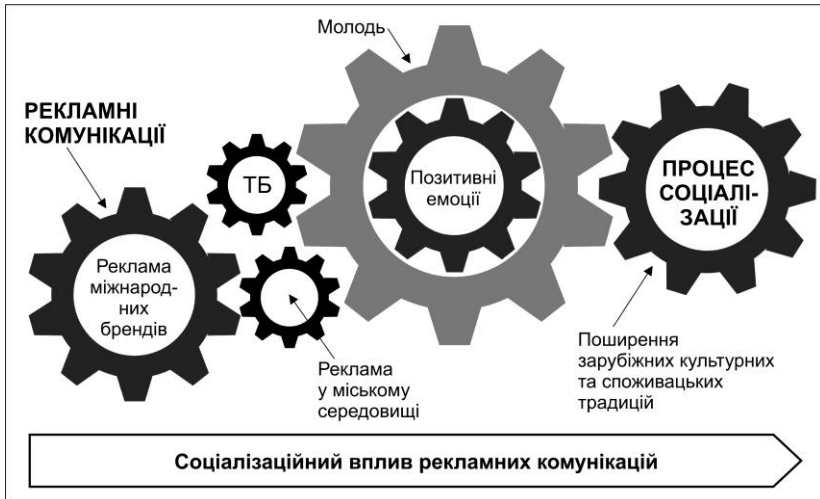 Молодь
РЕКЛАМНІ
КОМУНІКАЦІЇ
ТБ
Позитивні
емоції
ПРОЦЕС
СОЦІАЛІ-
ЗАЦІЇ
Реклама
міжнарод-
них
брендів
Реклама
у міському
середовищі
Поширення
зарубіжних культурних
та споживацьких
традицій
Соціалізаційний вплив рекламних комунікацій